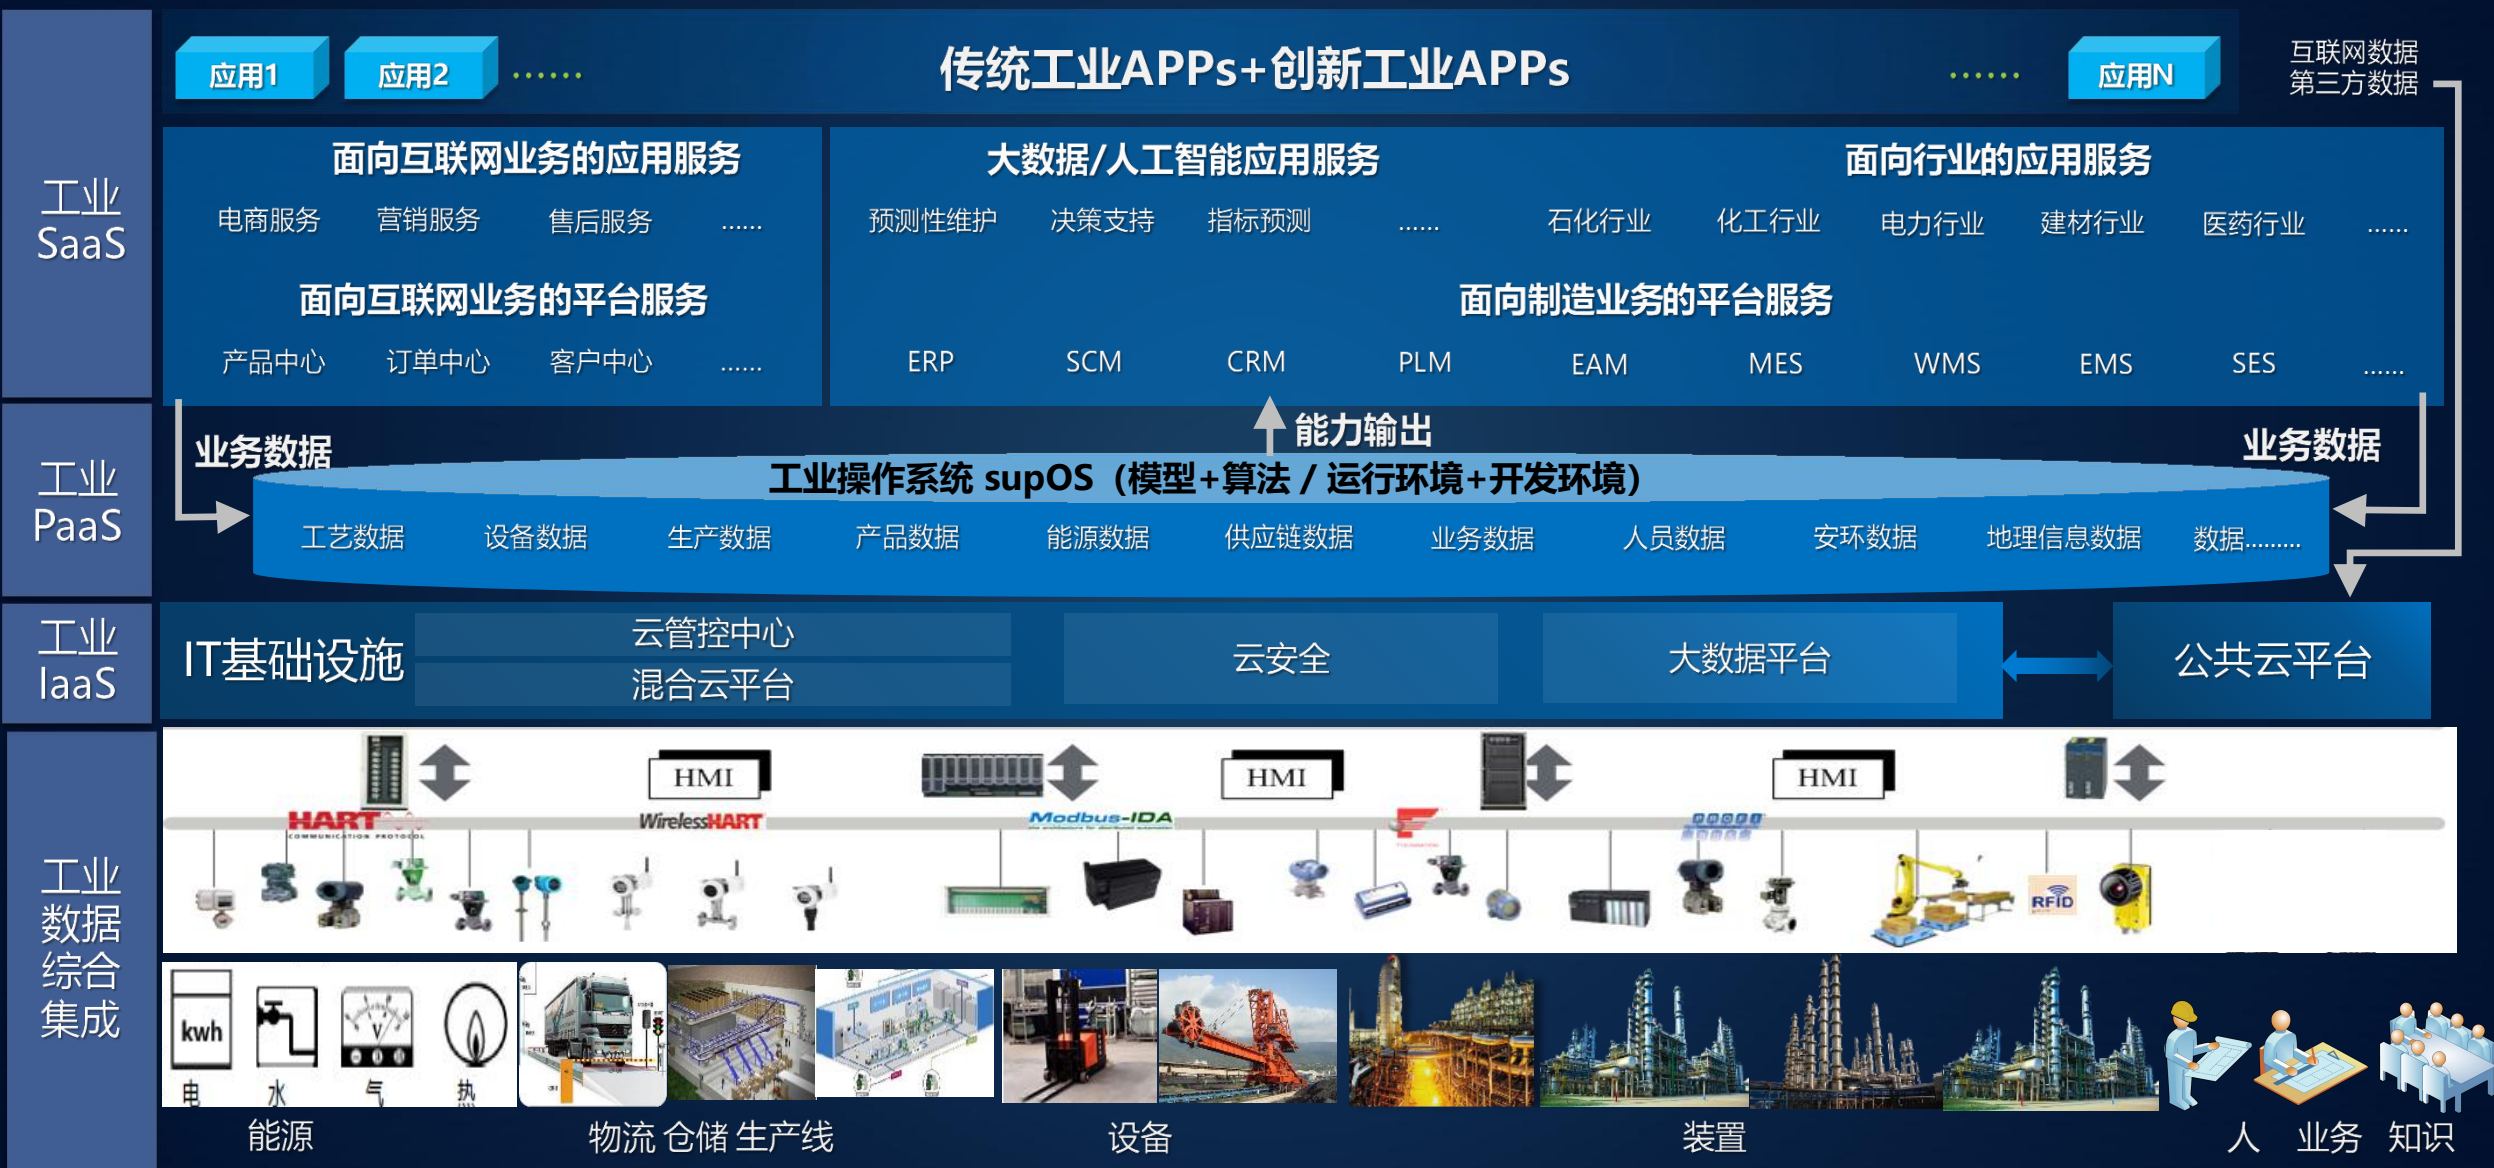 工业
SaaS
应用1
应用2
......
传统工业APPs+创新工业APPs
......
应用N
互联网数据
第三方数据
面向互联网业务的应用服务
电商服务 营销服务 售后服务 ......
面向互联网业务的平台服务
产品中心 订单中心 客户中心 ......
大数据/人工智能应用服务
预测性维护 决策支持 指标预测 ......
面向行业的应用服务
石化行业 化工行业 电力行业 建材行业 医药行业 ......
面向制造业务的平台服务
ERP SCM CRM PLM EAM MES WMS EMS SES ......
工业
PaaS
业务数据
能力输出
业务数据
工业操作系统 supOS（模型+算法 / 运行环境+开发环境）
工艺数据 设备数据 生产数据 产品数据 能源数据 供应链数据 业务数据 人员数据 安环数据 地理信息数据 数据.........
工业
IaaS
IT基础设施
云管控中心
混合云平台
云安全
大数据平台
公共云平台
工业
数据
综合
集成
HMI
HMI
HMI
HART
COMMUNICATION PROTOCOL
WirelessHART
Modbus-IDA
RFID
kwh
V
电 水 气 热
能源
物流 仓储 生产线
设备
装置
人 业务 知识